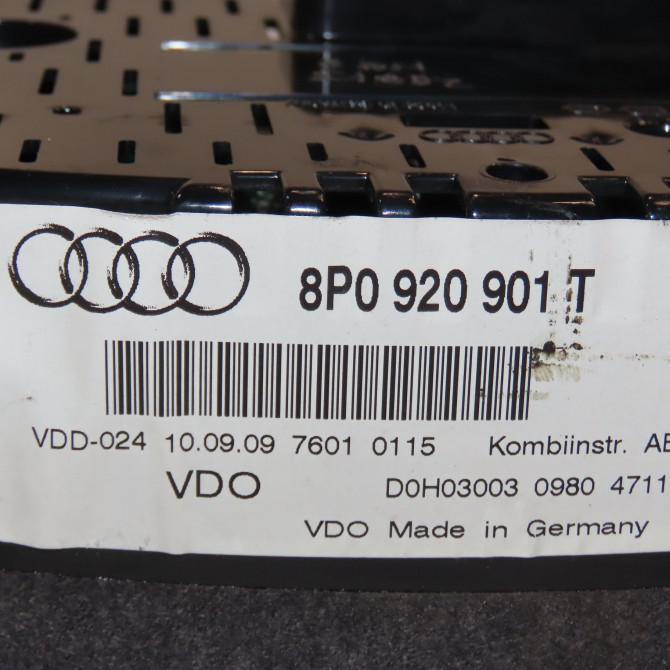 8P0 920 901 T
VDD-024 10.09.09 7601 0115 Kombiinstr.
VDO D0H03003 0980 4711
VDO Made in Germany